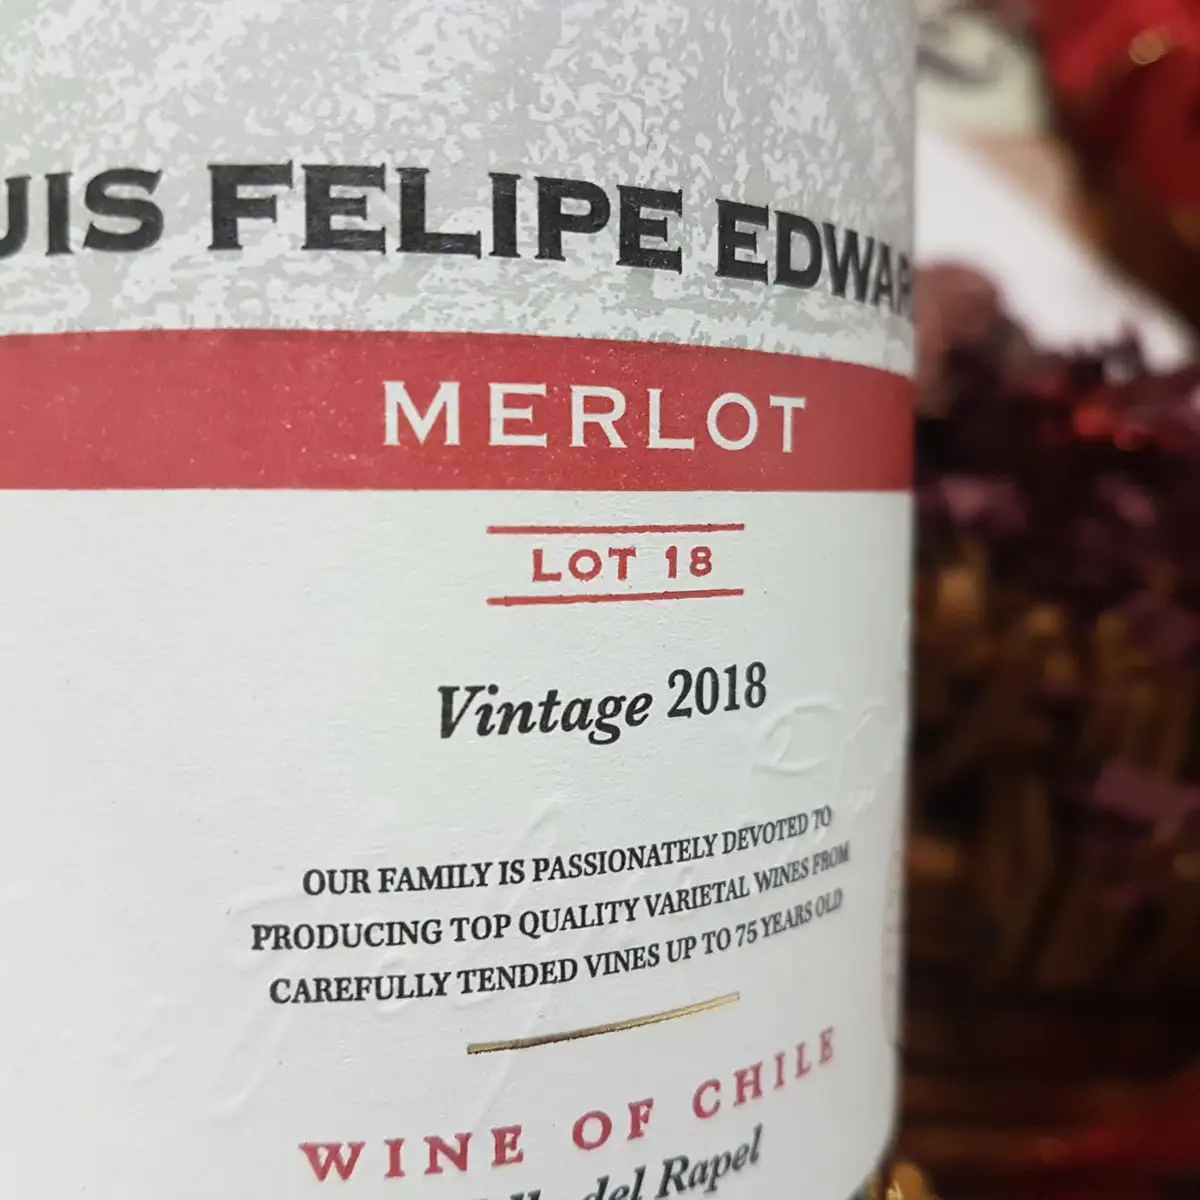 UIS FELIPE EDWAR
MERLOT
LOT 18
Vintage 2018
OUR FAMILY IS PASSIONATELY DEVOTED TO
PRODUCING TOP QUALITY VARIETAL WINES FROM
CAREFULLY TENDED VINES UP TO 75 YEARS OLD
WINE OF CHILE
del Rapel